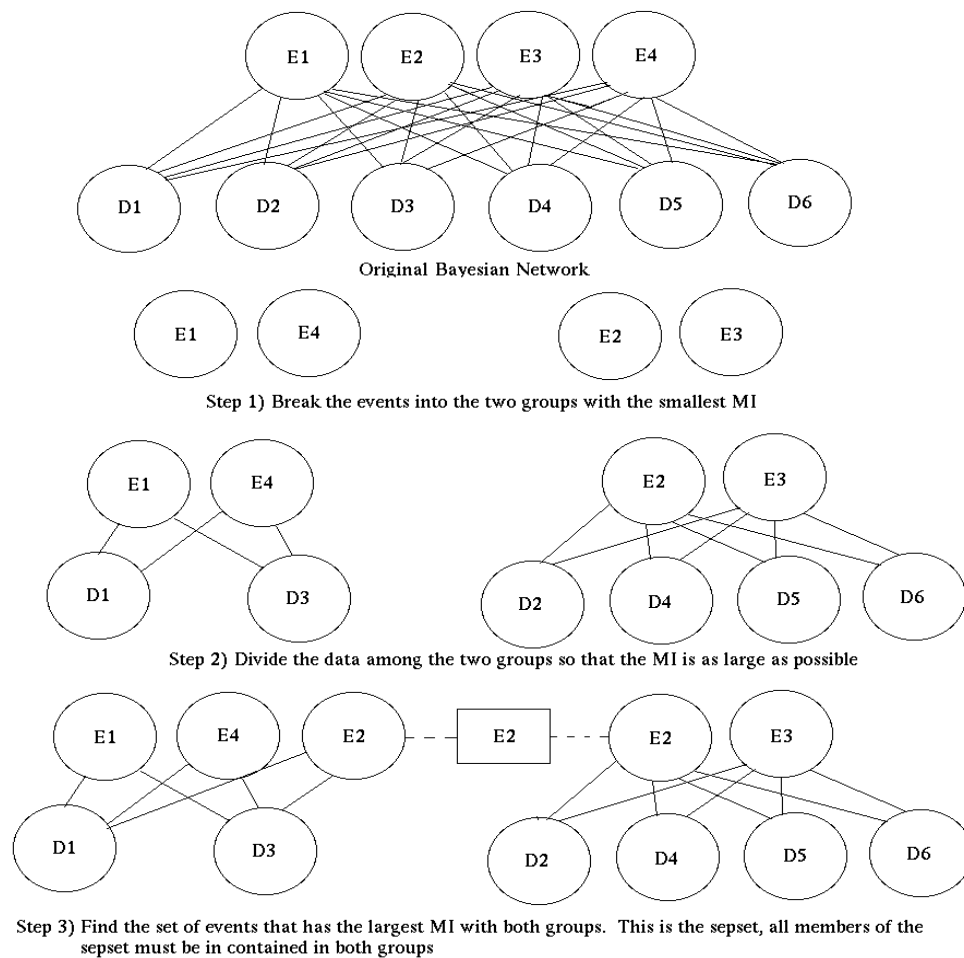 E1 E2 E3 E4
D1 D2 D3 D4 D5 D6
Original Bayesian Network
E1 E4 E2 E3
Step 1) Break the events into the two groups with the smallest MI
E1 E4 E2 E3
D1 D3 D2 D4 D5 D6
Step 2) Divide the data among the two groups so that the MI is as large as possible
E1 E4 E2 E2 E2 E3
D1 D3 D2 D4 D5 D6
Step 3) Find the set of events that has the largest MI with both groups. This is the sepset, all members of the
sepset must be in contained in both groups